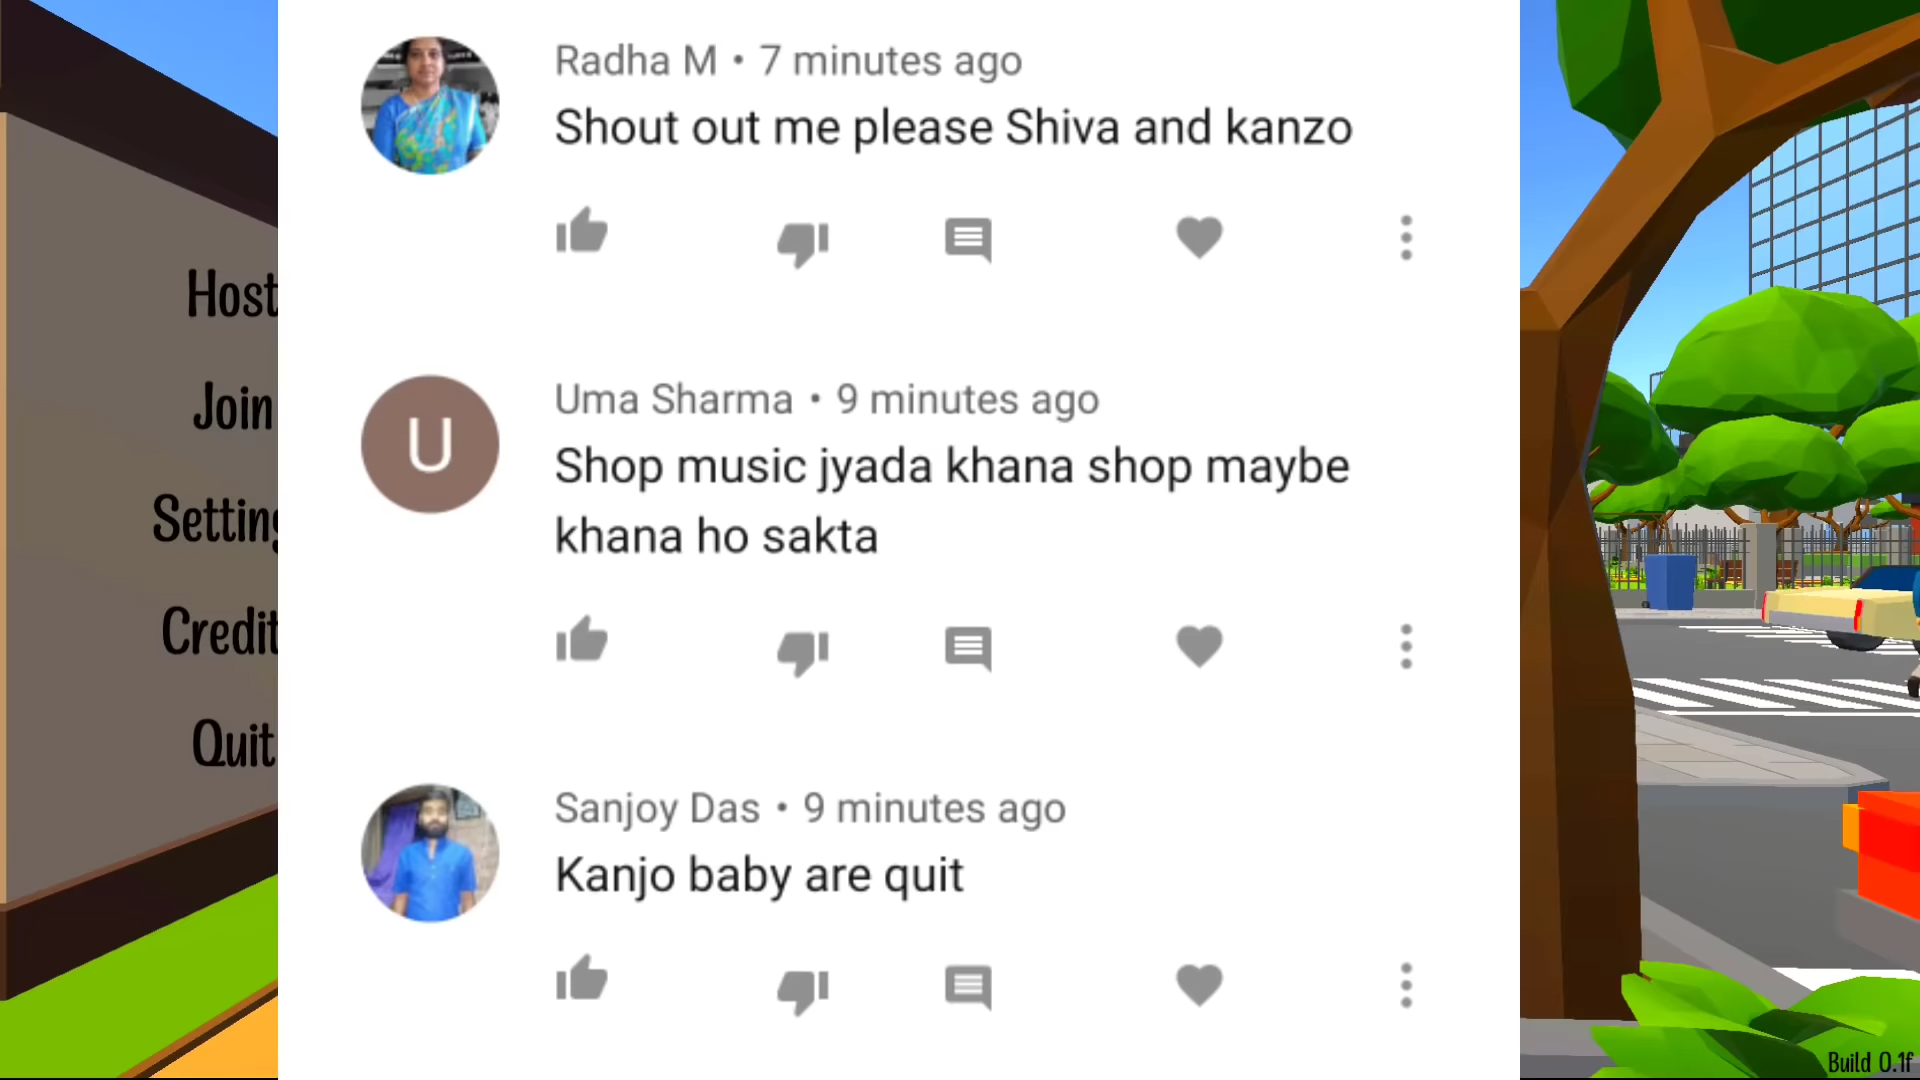 Radha M • 7 minutes ago
Shout out me please Shiva and kanzo
U
Uma Sharma • 9 minutes ago
Shop music jyada khana shop maybe
khana ho sakta
Sanjoy Das • 9 minutes ago
Kanjo baby are quit
Host
Join
Setting
Credit
Quit
Build 0.1f